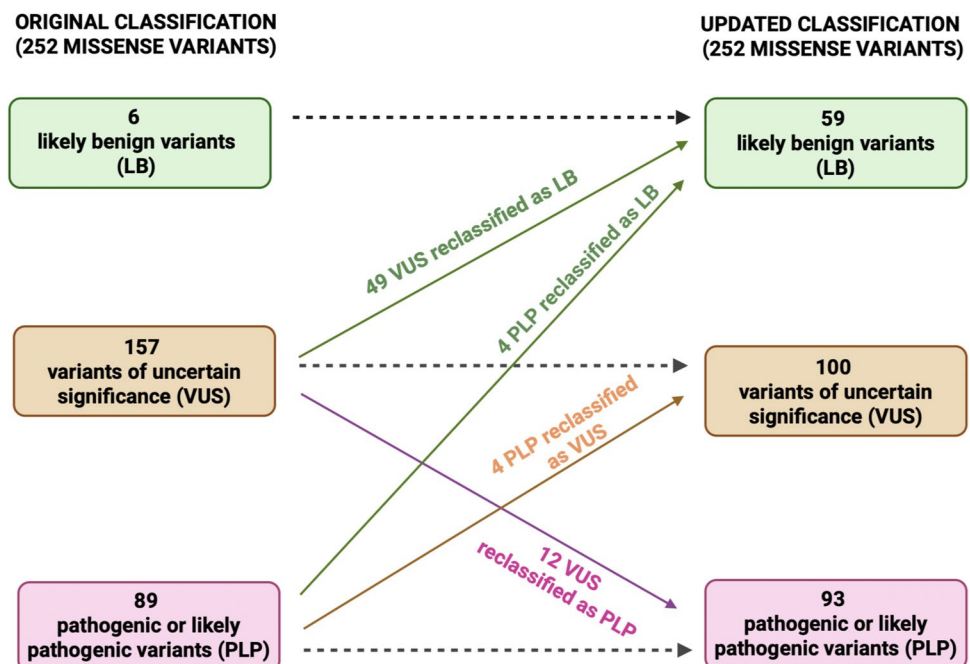 ORIGINAL CLASSIFICATION
(252 MISSENSE VARIANTS)
UPDATED CLASSIFICATION
(252 MISSENSE VARIANTS)
6
likely benign variants
(LB)
59
likely benign variants
(LB)
49 VUS reclassified as LB
4 PLP reclassified as LB
157
variants of uncertain
significance (VUS)
100
variants of uncertain
significance (VUS)
4 PLP reclassified
as VUS
12 VUS
reclassified as PLP
89
pathogenic or likely
pathogenic variants (PLP)
93
pathogenic or likely
pathogenic variants (PLP)